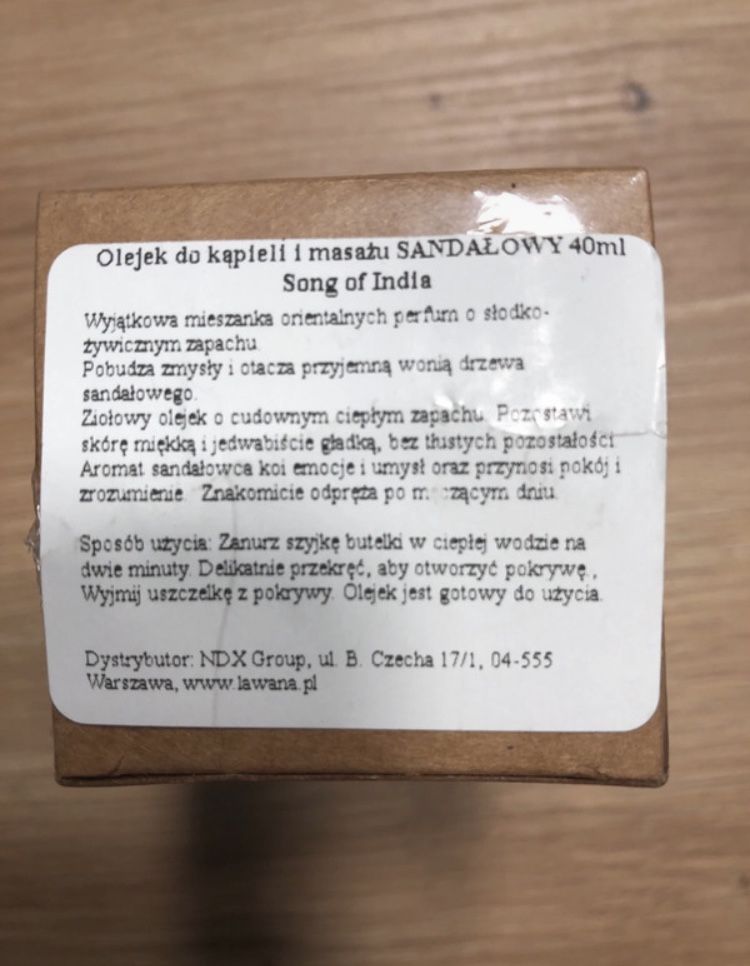 Olejek do kąpieli i masażu SANDAŁOWY 40ml
Song of India
Wyjątkowa mieszanka orientalnych perfum o słodko-
żywicznym zapachu.
Pobudza zmysły i otacza przyjemną wonią drzewa
sandałowego.
Ziołowy olejek o cudownym ciepłym zapachu. Pozostawi
skórę miękką i jedwabiście gładką, bez tłustych pozostałości.
Aromat sandałowca koi emocje i umysł oraz przynosi pokój i
zrozumienie. Znakomicie odpręża po męczącym dniu.
Sposób użycia: Zanurz szyjkę butelki w ciepłej wodzie na
dwie minuty. Delikatnie przekręć, aby otworzyć pokrywę.,
Wyjmij uszczelkę z pokrywy. Olejek jest gotowy do użycia.
Dystrybutor: NDX Group, ul. B. Czecha 17/1, 04-555
Warszawa, www.lawana.pl